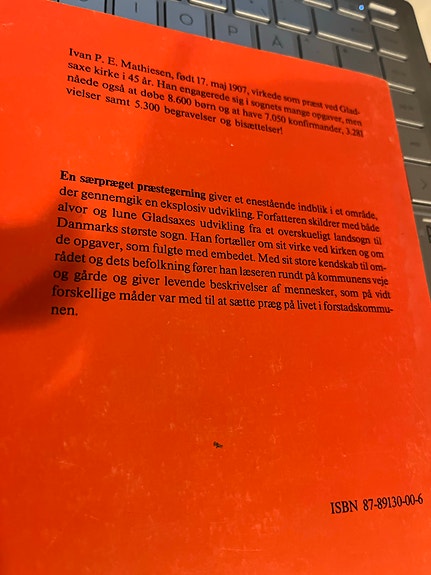 Ivan P. E. Mathiesen, født 17. maj 1907, virkede som præst ved Glad-
saxe kirke i 45 år. Han engagerede sig i sognets mange opgaver, men
nåede også at døbe 8.600 børn og at have 7.050 konfirmander, 3.281
vielser samt 5.300 begravelser og bisættelser!
En særpræget præstegerning giver et enestående indblik i et område,
der gennemgik en eksplosiv udvikling. Forfatteren skildrer med både
alvor og lune Gladsaxes udvikling fra et overskueligt landsogn til
Danmarks største sogn. Han fortæller om sit virke ved kirken og om
de opgaver, som fulgte med embedet. Med sit store kendskab til om-
rådet og dets befolkning fører han læseren rundt på kommunens veje
og gårde og giver levende beskrivelser af mennesker, som på vidt
forskellige måder var med til at sætte præg på livet i forstadskommu-
nen.
ISBN 87-89130-00-6